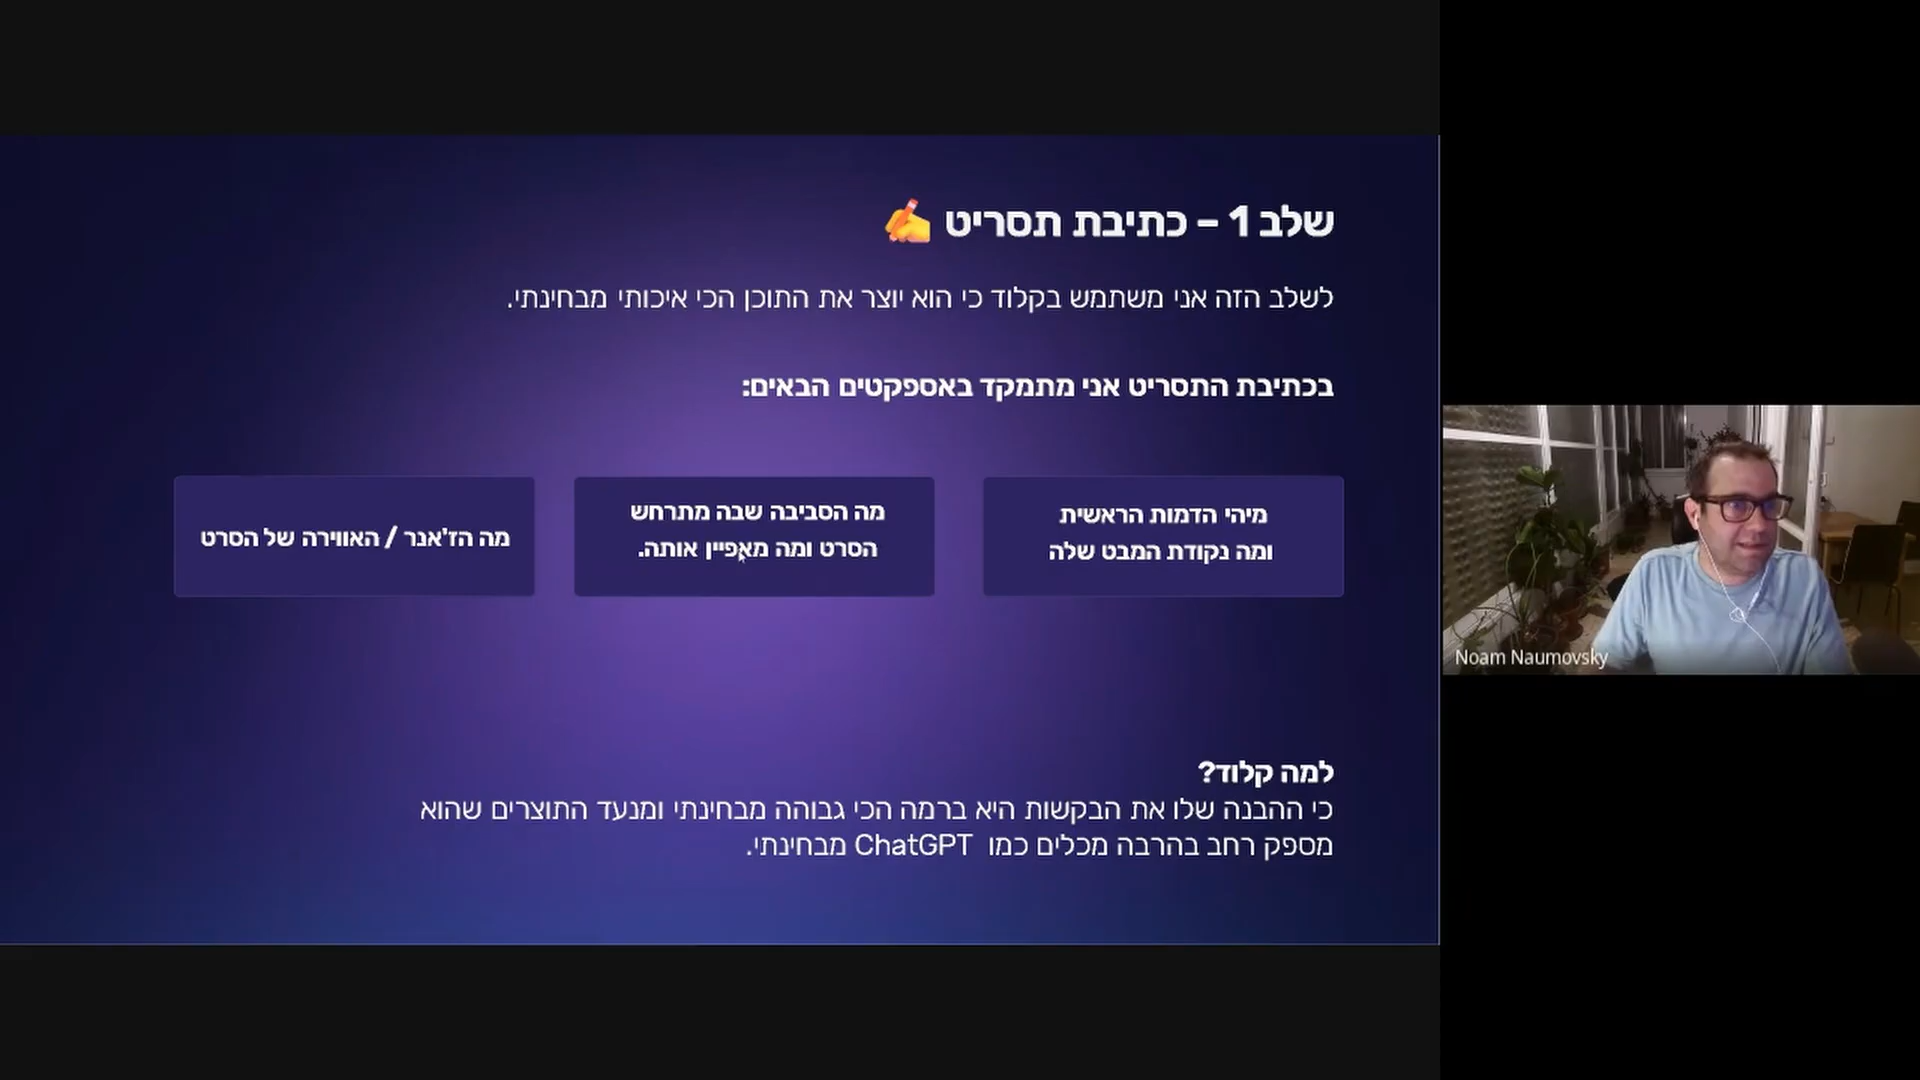 שלב 1 – כתיבת תסריט ✍️
לשלב הזה אני משתמש בקלוד כי הוא יוצר את התוכן הכי איכותי מבחינתי.
בכתיבת התסריט אני מתמקד באספקטים הבאים:
מיהי הדמות הראשית
ומה נקודת המבט שלה
מה הסביבה שבה מתרחש
הסרט ומה מאפיין אותה.
מה הז'אנר / האווירה של הסרט
למה קלוד?
כי ההבנה שלו את הבקשות היא ברמה הכי גבוהה מבחינתי ומנעד התוצרים שהוא
מספק רחב בהרבה מכלים כמו ChatGPT מבחינתי.
Noam Naumovsky